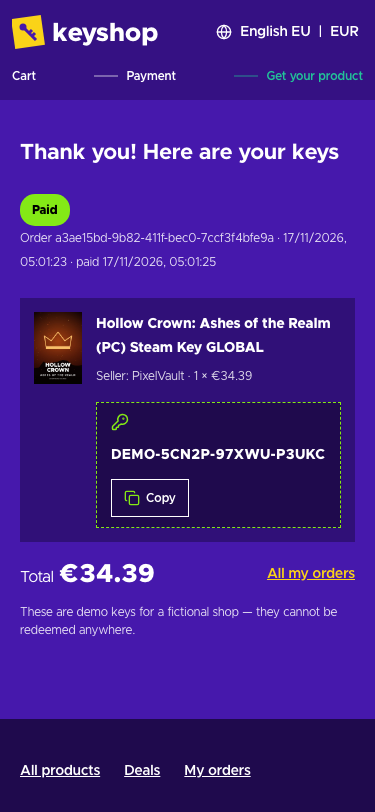 keyshop
English EU | EUR
Cart
Payment
Get your product
Thank you! Here are your keys
Paid
Order a3ae15bd-9b82-411f-bec0-7ccf3f4bfe9a · 17/11/2026,
05:01:23 · paid 17/11/2026, 05:01:25
HOLLOW
CROWN
ASHES OF THE REALM
Hollow Crown: Ashes of the Realm
(PC) Steam Key GLOBAL
Seller: PixelVault · 1 × €34.39
DEMO-5CN2P-97XWU-P3UKC
Copy
Total €34.39
All my orders
These are demo keys for a fictional shop — they cannot be
redeemed anywhere.
All products
Deals
My orders